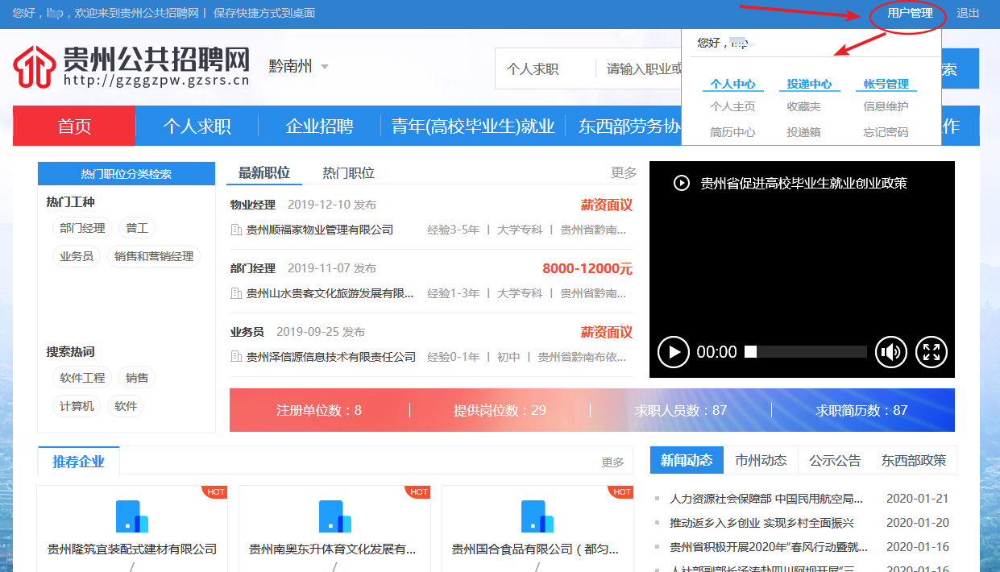 您好，lhp，欢迎来到贵州公共招聘网 | 保存快捷方式到桌面
用户管理 退出
贵州公共招聘网
http://gzggzpw.gzsrs.cn
黔南州
个人求职 请输入职业或
索
您好，lhp
个人中心 投递中心 帐号管理
个人主页 收藏夹 信息维护
简历中心 投递箱 忘记密码
首页 个人求职 企业招聘 青年(高校毕业生)就业 东西部劳务协 作
热门职位分类检索
热门工种
部门经理 普工
业务员 销售和营销经理
搜索热词
软件工程 销售
计算机 软件
最新职位 热门职位 更多
物业经理 2019-12-10 发布 薪资面议
贵州顺福家物业管理有限公司 经验3-5年 | 大学专科 | 贵州省黔南...
部门经理 2019-11-07 发布 8000-12000元
贵州山水贵客文化旅游发展有限... 经验1-3年 | 大学专科 | 贵州省黔南...
业务员 2019-09-25 发布 薪资面议
贵州泽信源信息技术有限责任公司 经验0-1年 | 初中 | 贵州省黔南布依...
贵州省促进高校毕业生就业创业政策
00:00
注册单位数：8 提供岗位数：29 求职人员数：87 求职简历数：87
推荐企业 更多
HOT HOT HOT
贵州隆筑宜装配式建材有限公司 贵州南奥东升体育文化发展有... 贵州国合食品有限公司（都匀...
/ / /
新闻动态 市州动态 公示公告 东西部政策
人力资源社会保障部 中国民用航空局... 2020-01-21
推动返乡入乡创业 实现乡村全面振兴 2020-01-20
贵州省积极开展2020年“春风行动暨就... 2020-01-16
人社部副部长汤涛赴四川阿坝开展“三... 2020-01-16